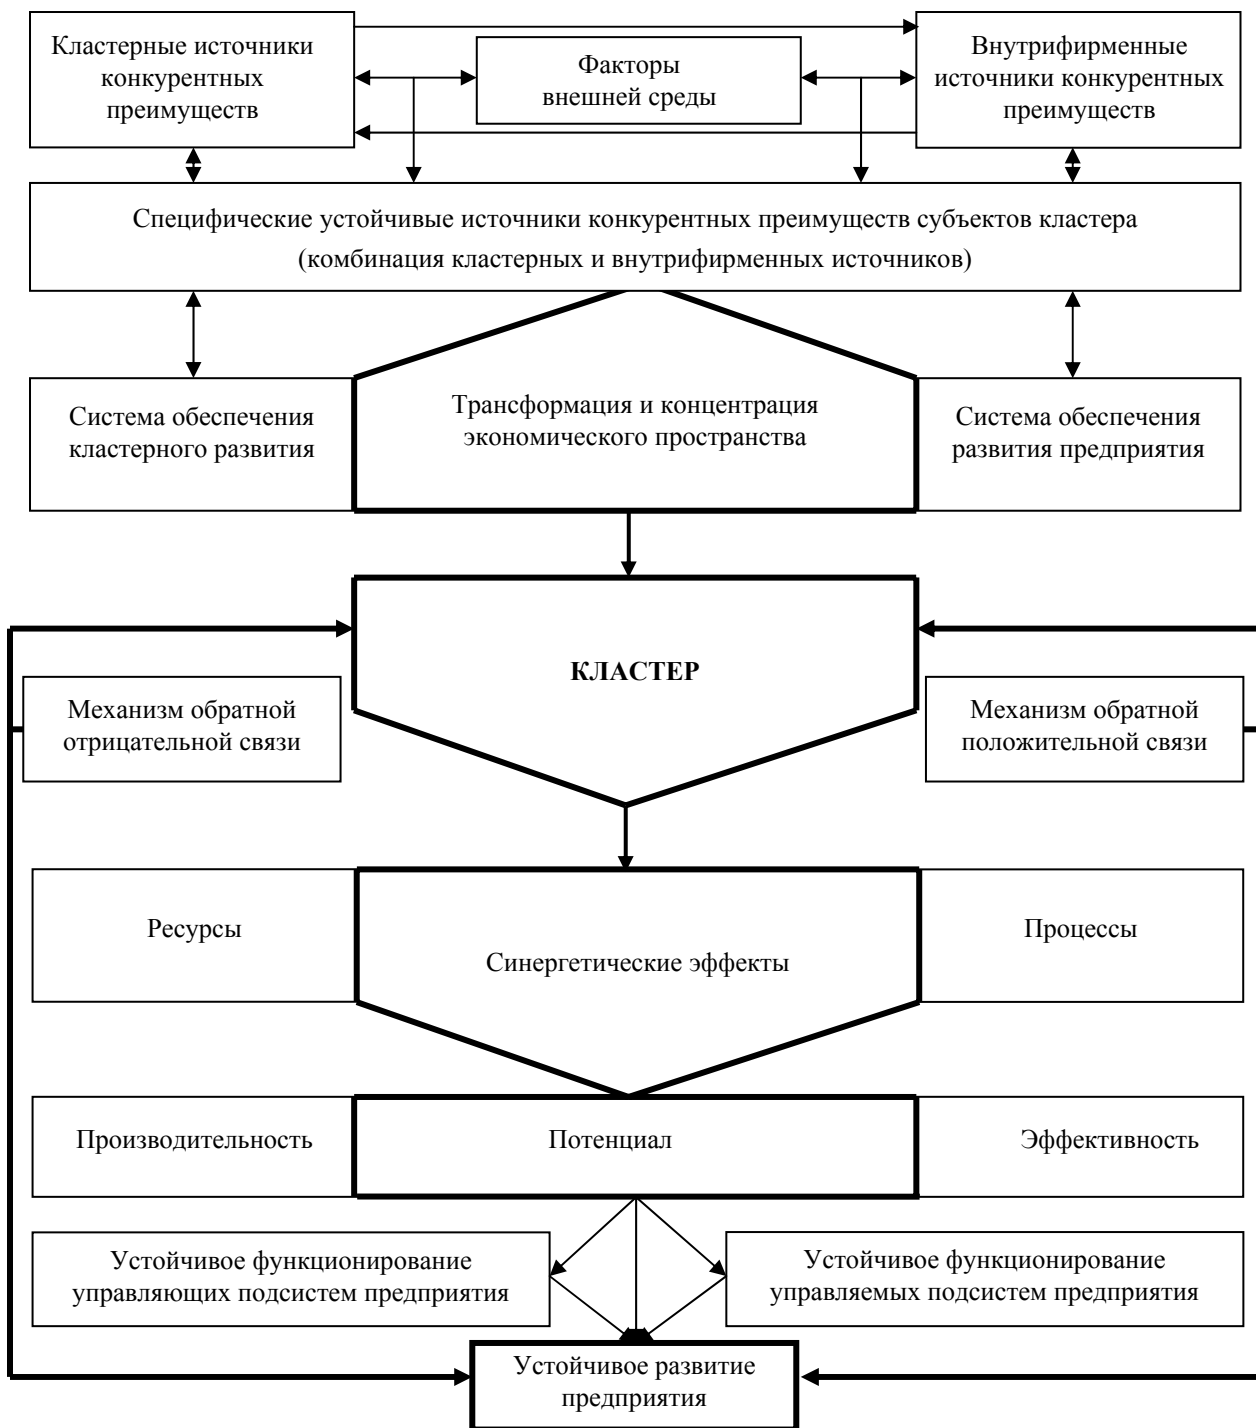 Кластерные источники
конкурентных
преимуществ
Факторы
внешней среды
Внутрифирменные
источники конкурентных
преимуществ
Специфические устойчивые источники конкурентных преимуществ субъектов кластера
(комбинация кластерных и внутрифирменных источников)
Система обеспечения
кластерного развития
Трансформация и концентрация
экономического пространства
Система обеспечения
развития предприятия
КЛАСТЕР
Механизм обратной
отрицательной связи
Механизм обратной
положительной связи
Ресурсы
Синергетические эффекты
Процессы
Производительность
Потенциал
Эффективность
Устойчивое функционирование
управляющих подсистем предприятия
Устойчивое функционирование
управляемых подсистем предприятия
Устойчивое развитие
предприятия